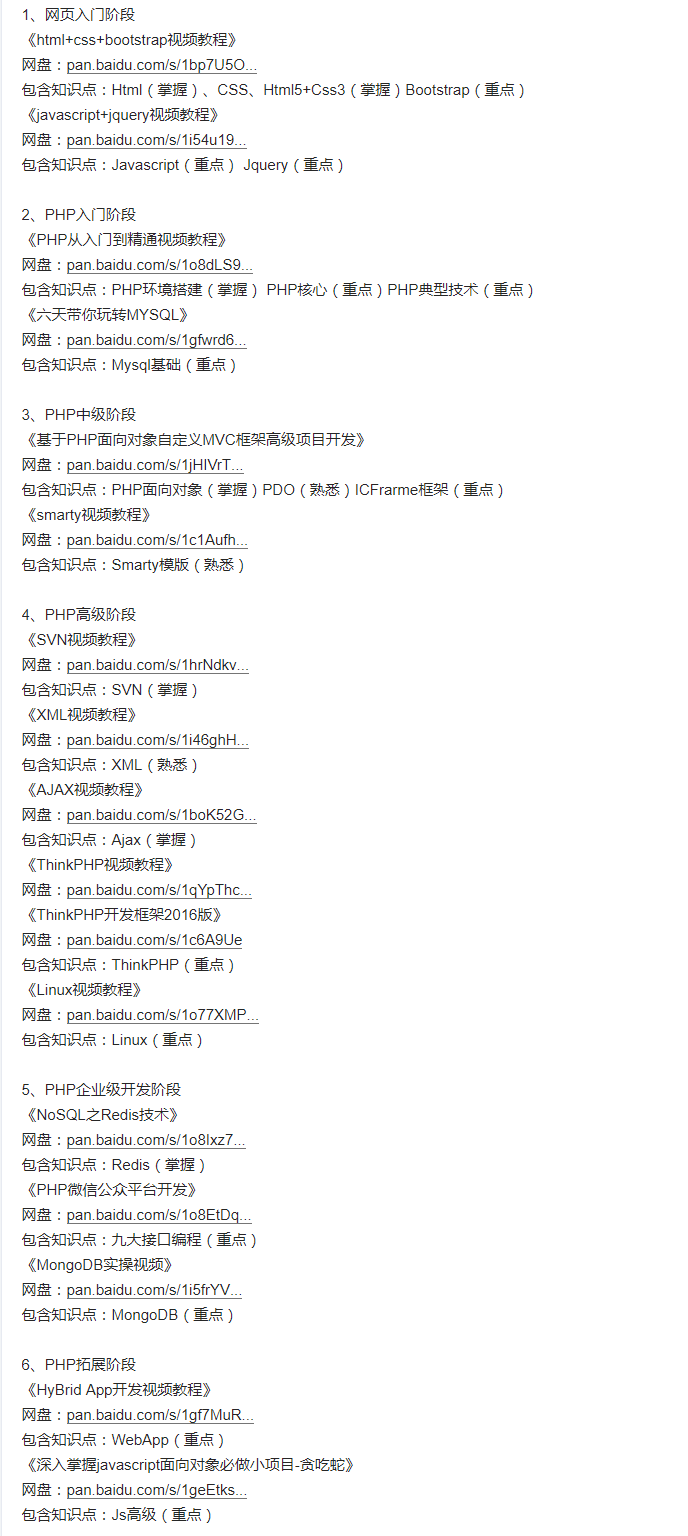 1、网页入门阶段
《html+css+bootstrap视频教程》
网盘：pan.baidu.com/s/1bp7U5O...
包含知识点：Html（掌握）、CSS、Html5+Css3（掌握）Bootstrap（重点）
《javascript+jquery视频教程》
网盘：pan.baidu.com/s/1i54u19...
包含知识点：Javascript（重点） Jquery（重点）
2、PHP入门阶段
《PHP从入门到精通视频教程》
网盘：pan.baidu.com/s/1o8dLS9...
包含知识点：PHP环境搭建（掌握） PHP核心（重点）PHP典型技术（重点）
《六天带你玩转MYSQL》
网盘：pan.baidu.com/s/1gfwrd6...
包含知识点：Mysql基础（重点）
3、PHP中级阶段
《基于PHP面向对象自定义MVC框架高级项目开发》
网盘：pan.baidu.com/s/1jHIVrT...
包含知识点：PHP面向对象（掌握）PDO（熟悉）ICFrarme框架（重点）
《smarty视频教程》
网盘：pan.baidu.com/s/1c1Aufh...
包含知识点：Smarty模版（熟悉）
4、PHP高级阶段
《SVN视频教程》
网盘：pan.baidu.com/s/1hrNdkv...
包含知识点：SVN（掌握）
《XML视频教程》
网盘：pan.baidu.com/s/1i46ghH...
包含知识点：XML（熟悉）
《AJAX视频教程》
网盘：pan.baidu.com/s/1boK52G...
包含知识点：Ajax（掌握）
《ThinkPHP视频教程》
网盘：pan.baidu.com/s/1qYpThc...
《ThinkPHP开发框架2016版》
网盘：pan.baidu.com/s/1c6A9Ue
包含知识点：ThinkPHP（重点）
《Linux视频教程》
网盘：pan.baidu.com/s/1o77XMP...
包含知识点：Linux（重点）
5、PHP企业级开发阶段
《NoSQL之Redis技术》
网盘：pan.baidu.com/s/1o8Ixz7...
包含知识点：Redis（掌握）
《PHP微信公众平台开发》
网盘：pan.baidu.com/s/1o8EtDq...
包含知识点：九大接口编程（重点）
《MongoDB实操视频》
网盘：pan.baidu.com/s/1i5frYV...
包含知识点：MongoDB（重点）
6、PHP拓展阶段
《HyBrid App开发视频教程》
网盘：pan.baidu.com/s/1gf7MuR...
包含知识点：WebApp（重点）
《深入掌握javascript面向对象必做小项目-贪吃蛇》
网盘：pan.baidu.com/s/1geEtks...
包含知识点：Js高级（重点）